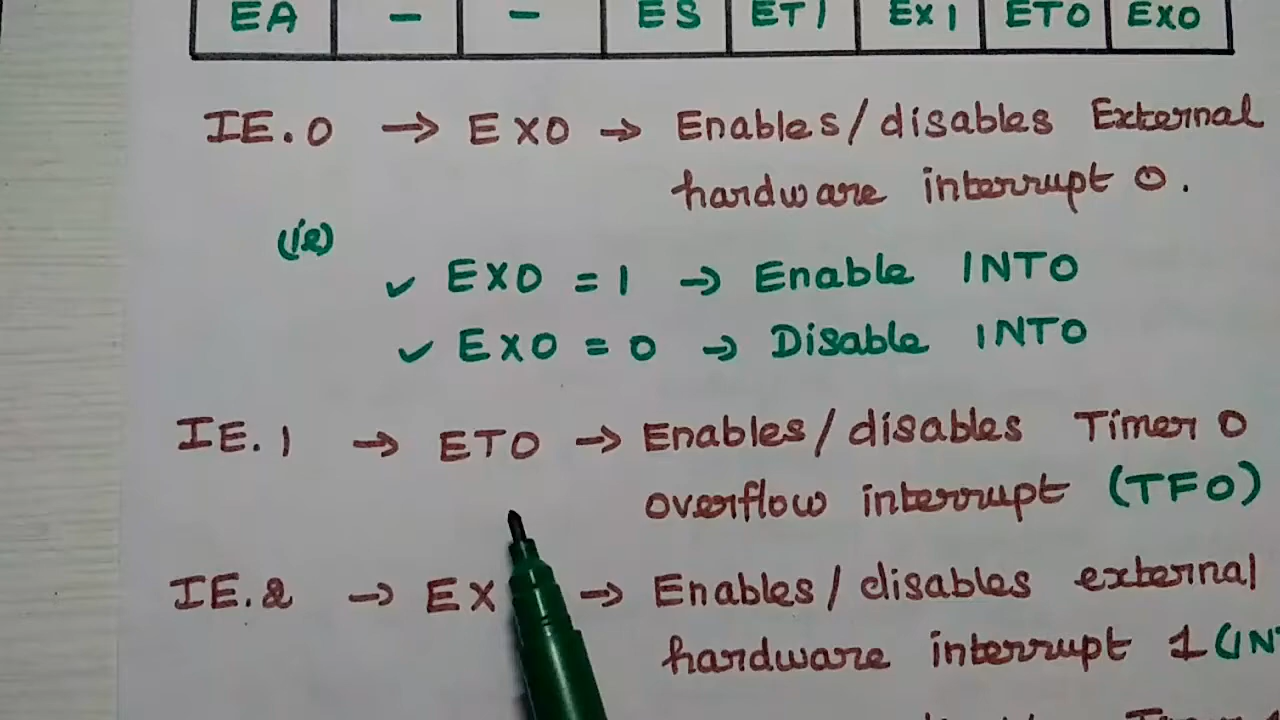 EA - - ES ET1 EX1 ET0 EX0
IE.0 → EX0 → Enables/disables External
hardware interrupt 0.
(ie)
✓ EX0 = 1 → Enable INT0
✓ EX0 = 0 → Disable INT0
IE.1 → ET0 → Enables/disables Timer 0
overflow interrupt (TF0)
IE.2 → EX → Enables/disables external
hardware interrupt 1 (IN